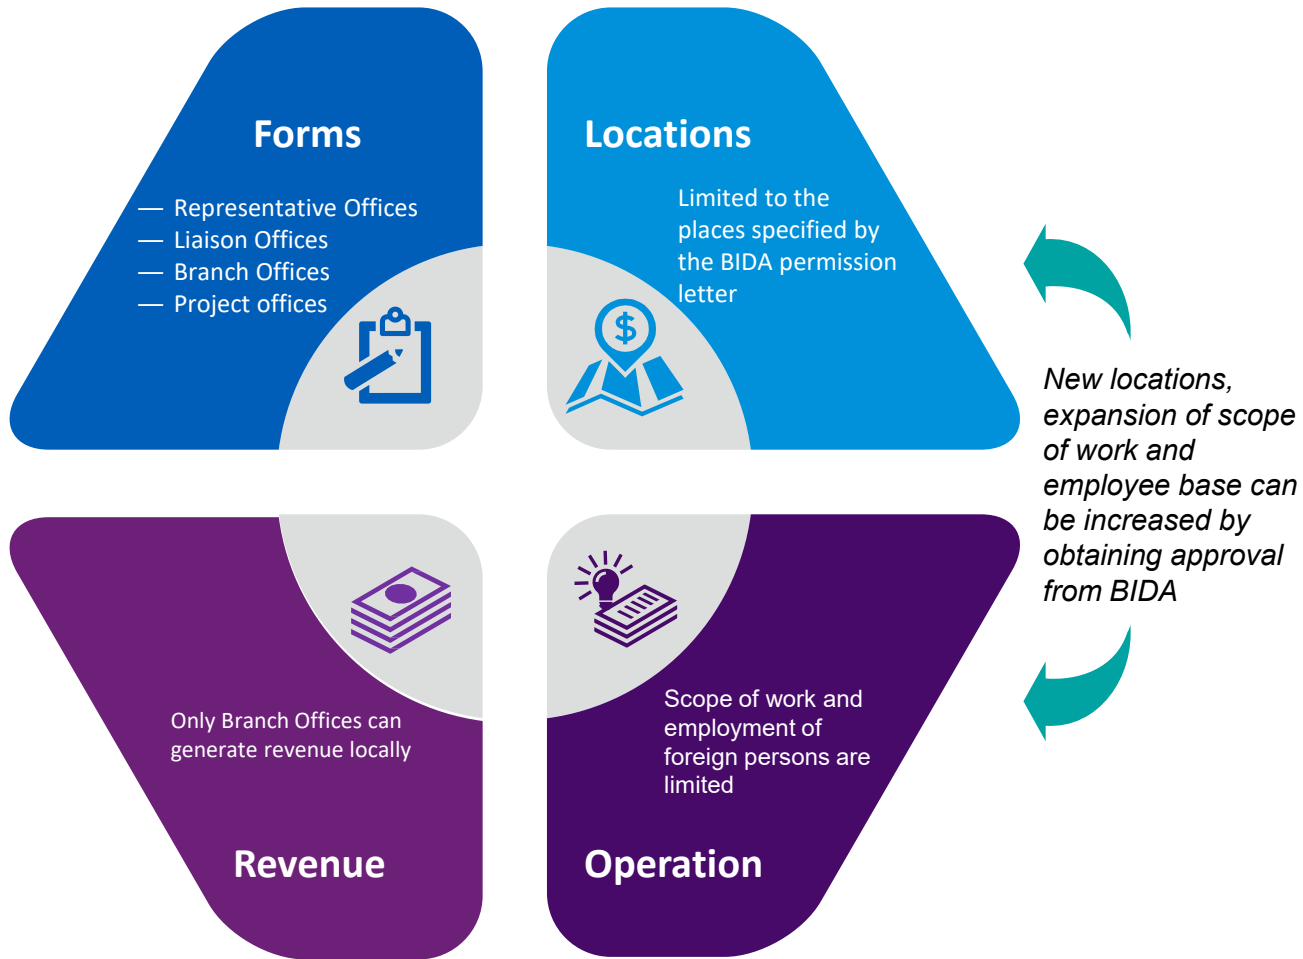 Forms
— Representative Offices
— Liaison Offices
— Branch Offices
— Project offices
Locations
Limited to the
places specified by
the BIDA permission
letter
$
New locations,
expansion of scope
of work and
employee base can
be increased by
obtaining approval
from BIDA
Only Branch Offices can
generate revenue locally
Revenue
Scope of work and
employment of
foreign persons are
limited
Operation